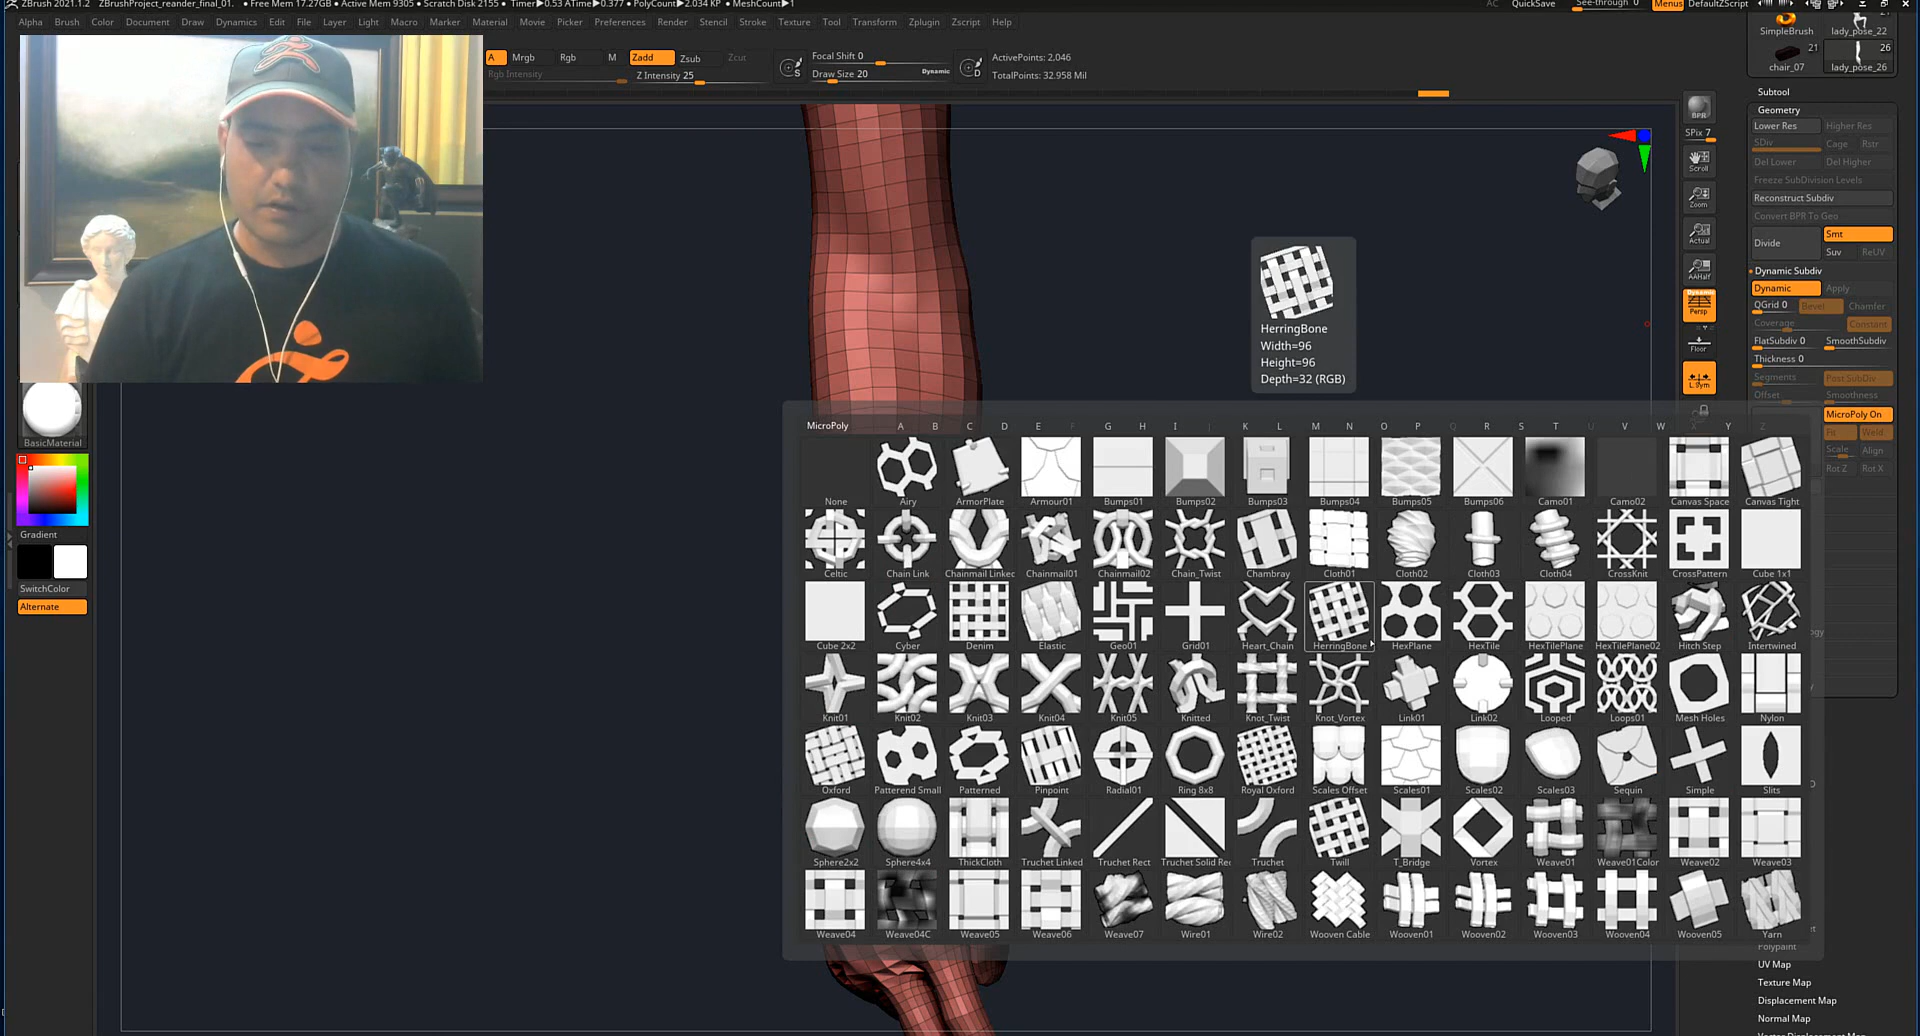 ZBrush 2021.1.2 ZBrushProject_reander_final_01. • Free Mem 17.27GB • Active Mem 9305 • Scratch Disk 2155 • Timer▶0.53 ATime▶0.377 • PolyCount▶2.034 KP • MeshCount▶1
AC QuickSave See-through 0 Menus DefaultZScript
Alpha Brush Color Document Draw Dynamics Edit File Layer Light Macro Marker Material Movie Picker Preferences Render Stencil Stroke Texture Tool Transform Zplugin Zscript Help
SimpleBrush lady_pose_22
21 26
chair_07 lady_pose_26
A Mrgb Rgb M Zadd Zsub Zcut
Rgb Intensity Z Intensity 25
Focal Shift 0
Draw Size 20 Dynamic
S D
ActivePoints: 2,046
TotalPoints: 32.958 Mil
BPR
SPix 7
Scroll
Zoom
Actual
AAHalf
Dynamic
Persp
Floor
L.Sym
Subtool
Geometry
Lower Res Higher Res
SDiv Cage Rstr
Del Lower Del Higher
Freeze SubDivision Levels
Reconstruct Subdiv
Convert BPR To Geo
Divide Smt
Suv ReUV
Dynamic Subdiv
Dynamic Apply
QGrid 0 Bevel Chamfer
Coverage Constant
FlatSubdiv 0 SmoothSubdiv
Thickness 0
Segments Post SubDiv
Offset Smoothness
MicroPoly On
Fit Weld
Scale Align
Rot Z Rot X
BasicMaterial
Gradient
SwitchColor
Alternate
HerringBone
Width=96
Height=96
Depth=32 (RGB)
MicroPoly A B C D E F G H I J K L M N O P Q R S T U V W X Y Z
None Airy ArmorPlate Armour01 Bumps01 Bumps02 Bumps03 Bumps04 Bumps05 Bumps06 Camo01 Camo02 Canvas Space Canvas Tight
Celtic Chain Link Chainmail Linked Chainmail01 Chainmail02 Chain_Twist Chambray Cloth01 Cloth02 Cloth03 Cloth04 CrossKnit CrossPattern Cube 1x1
Cube 2x2 Cyber Denim Elastic Geo01 Grid01 Heart_Chain HerringBone HexPlane HexTile HexTilePlane HexTilePlane02 Hitch Step Intertwined
Knit01 Knit02 Knit03 Knit04 Knit05 Knitted Knot_Twist Knot_Vortex Link01 Link02 Looped Loops01 Mesh Holes Nylon
Oxford Patterend Small Patterned Pinpoint Radial01 Ring 8x8 Royal Oxford Scales Offset Scales01 Scales02 Scales03 Sequin Simple Slits
Sphere2x2 Sphere4x4 ThickCloth Truchet Linked Truchet Rect Truchet Solid Rec Truchet Twill T_Bridge Vortex Weave01 Weave01Color Weave02 Weave03
Weave04 Weave04C Weave05 Weave06 Weave07 Wire01 Wire02 Wooven Cable Wooven01 Wooven02 Wooven03 Wooven04 Wooven05 Yarn
Polypaint
UV Map
Texture Map
Displacement Map
Normal Map